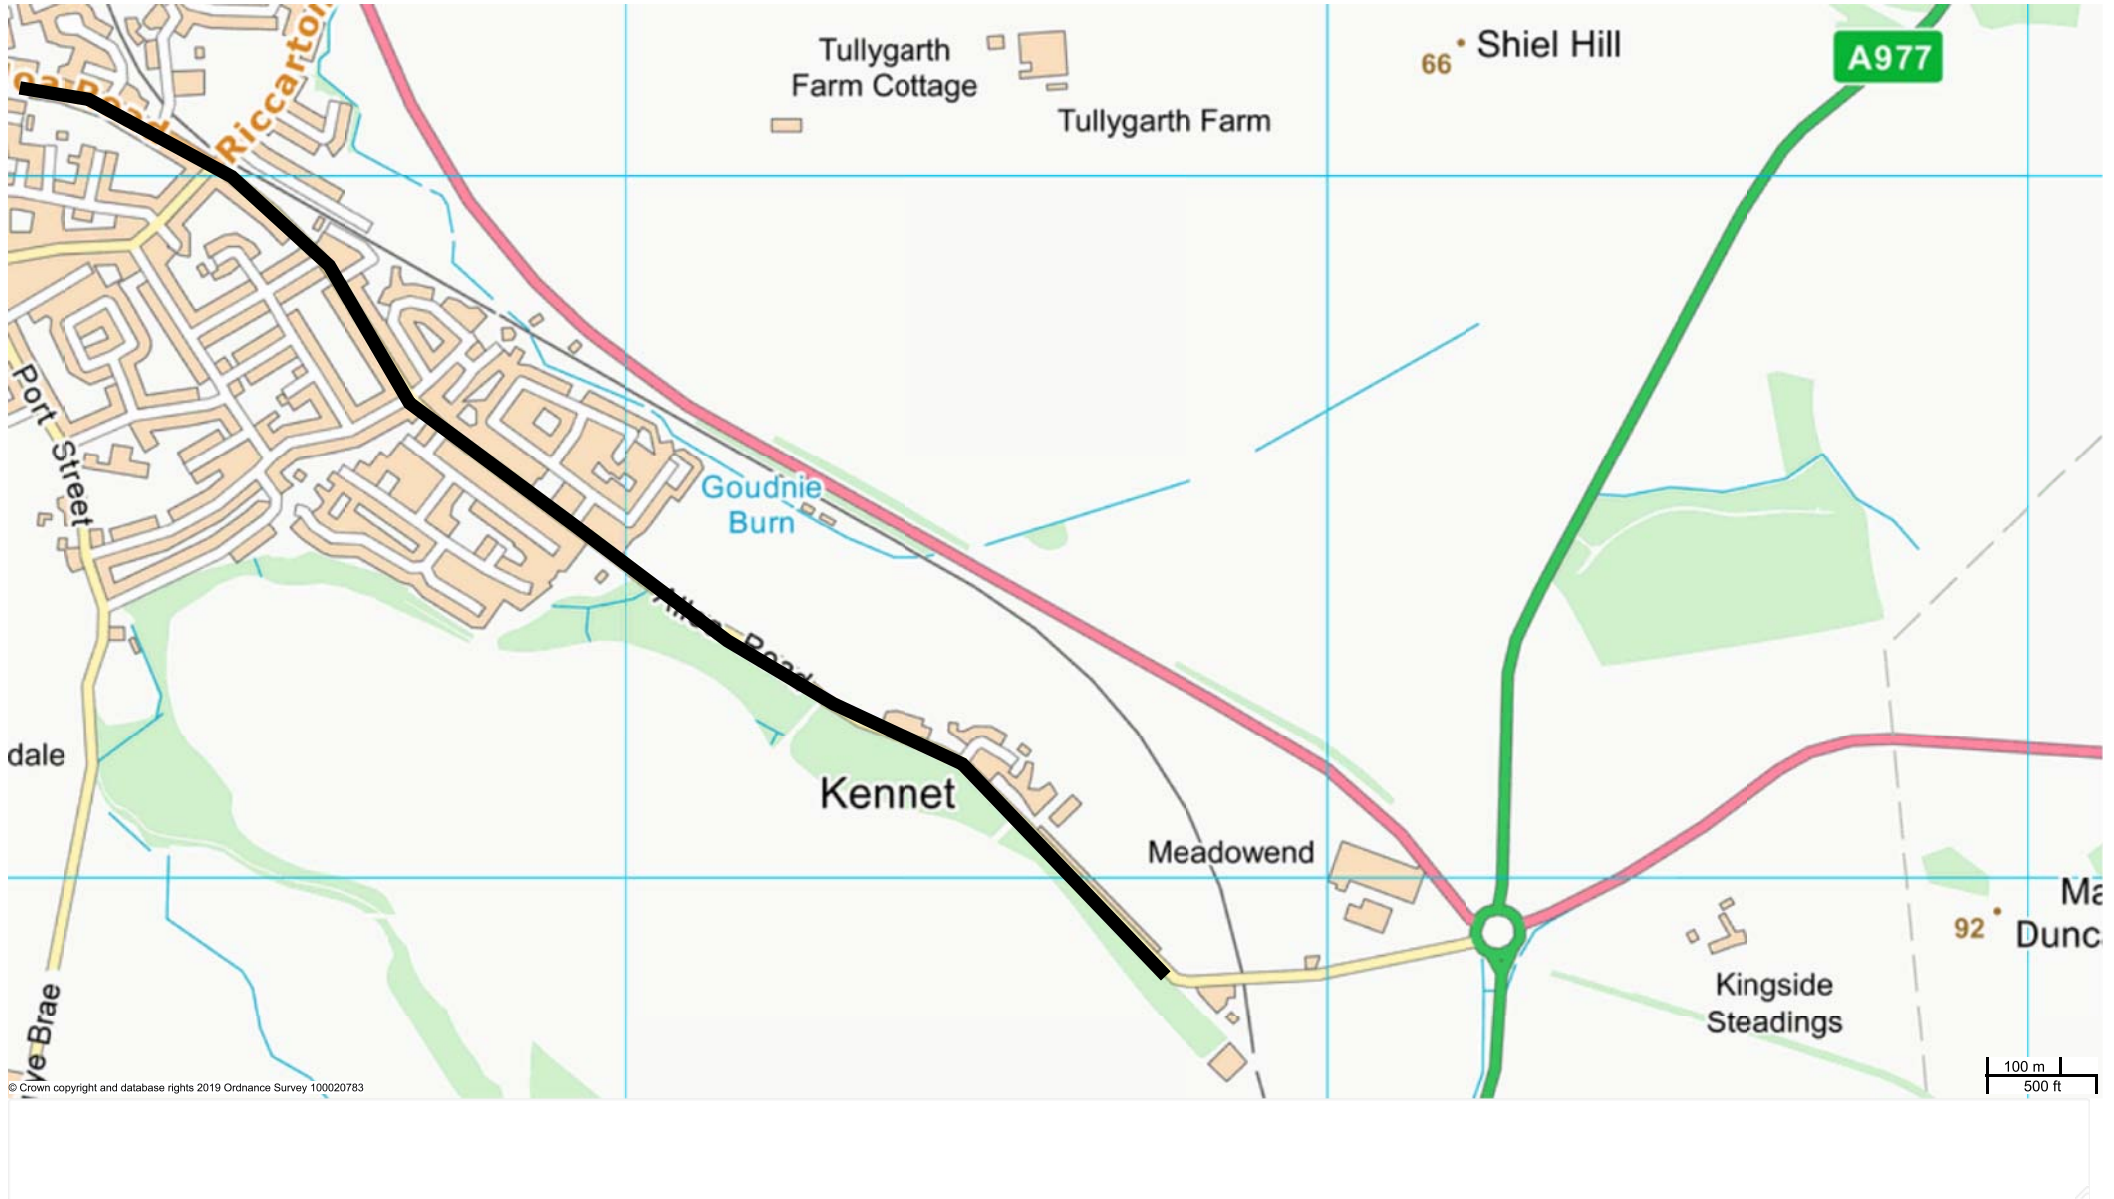 Riccarton
Tullygarth
Farm Cottage
Tullygarth Farm
66
Shiel Hill
A977
Port Street
Goudnie
Burn
Road
dale
Kennet
Meadowend
92
Kingside
Steadings
Brae
100 m
500 ft
© Crown copyright and database rights 2019 Ordnance Survey 100020783